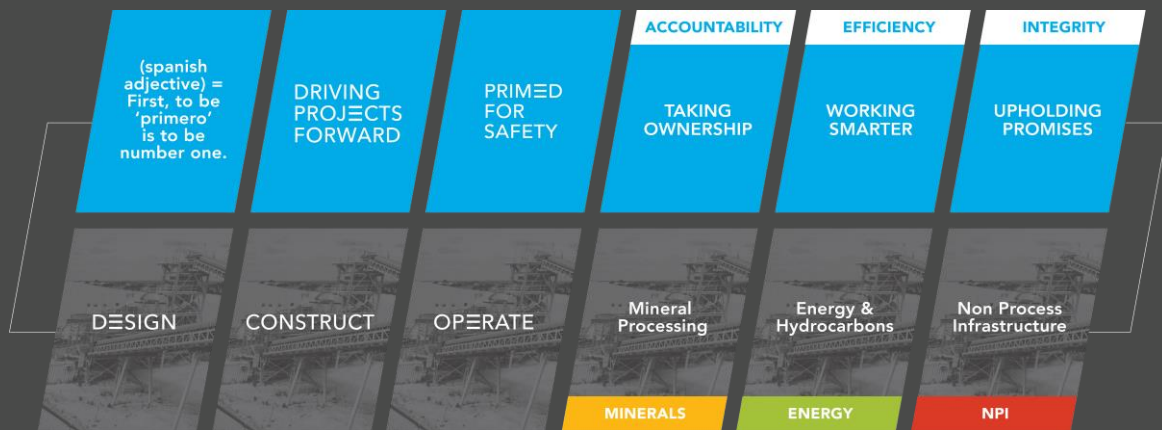 (spanish
adjective) =
First, to be
‘primero’
is to be
number one.
DRIVING
PROJECTS
FORWARD
PRIMED
FOR
SAFETY
ACCOUNTABILITY
TAKING
OWNERSHIP
EFFICIENCY
WORKING
SMARTER
INTEGRITY
UPHOLDING
PROMISES
DESIGN
CONSTRUCT
OPERATE
Mineral
Processing
MINERALS
Energy &
Hydrocarbons
ENERGY
Non Process
Infrastructure
NPI